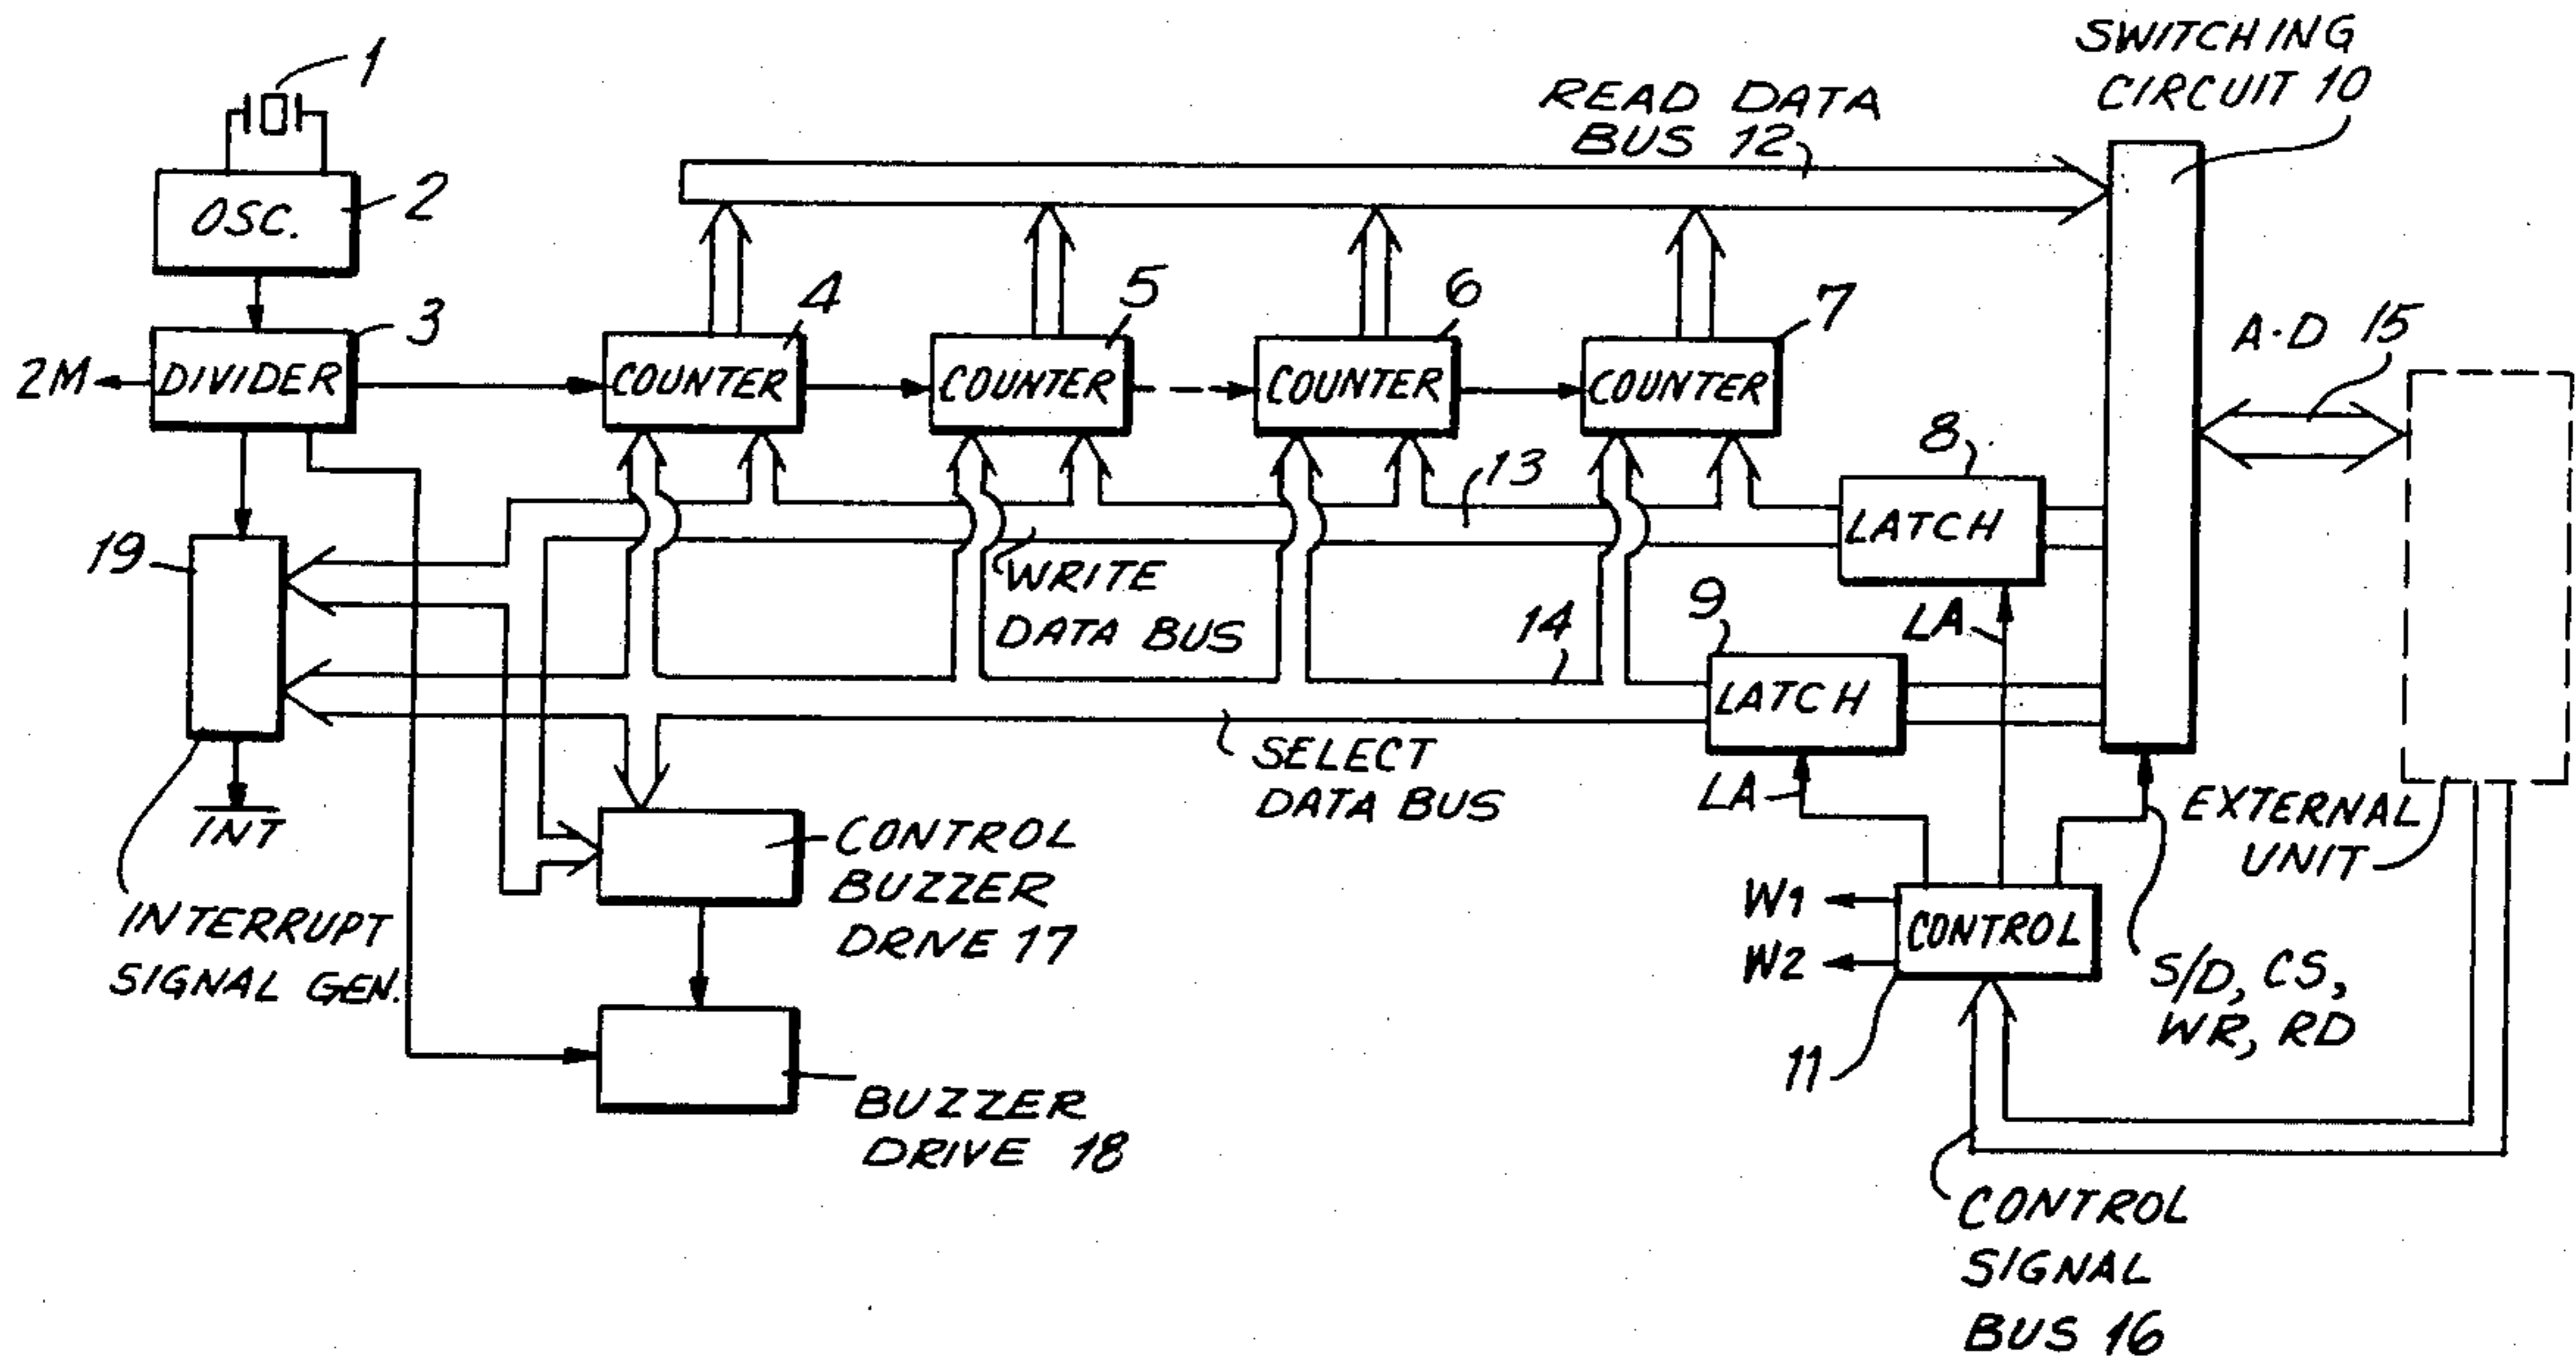 1
SWITCHING
CIRCUIT 10
READ DATA
BUS 12
OSC.
2
3
4
5
6
7
A-D 15
2M
DIVIDER
COUNTER
COUNTER
COUNTER
COUNTER
8
13
LATCH
19
WRITE
DATA BUS
9
14
LA
LATCH
SELECT
DATA BUS
LA
INT
EXTERNAL
UNIT
CONTROL
BUZZER
DRIVE 17
W1
W2
CONTROL
INTERRUPT
SIGNAL GEN.
S/D, CS,
WR, RD
11
BUZZER
DRIVE 18
CONTROL
SIGNAL
BUS 16